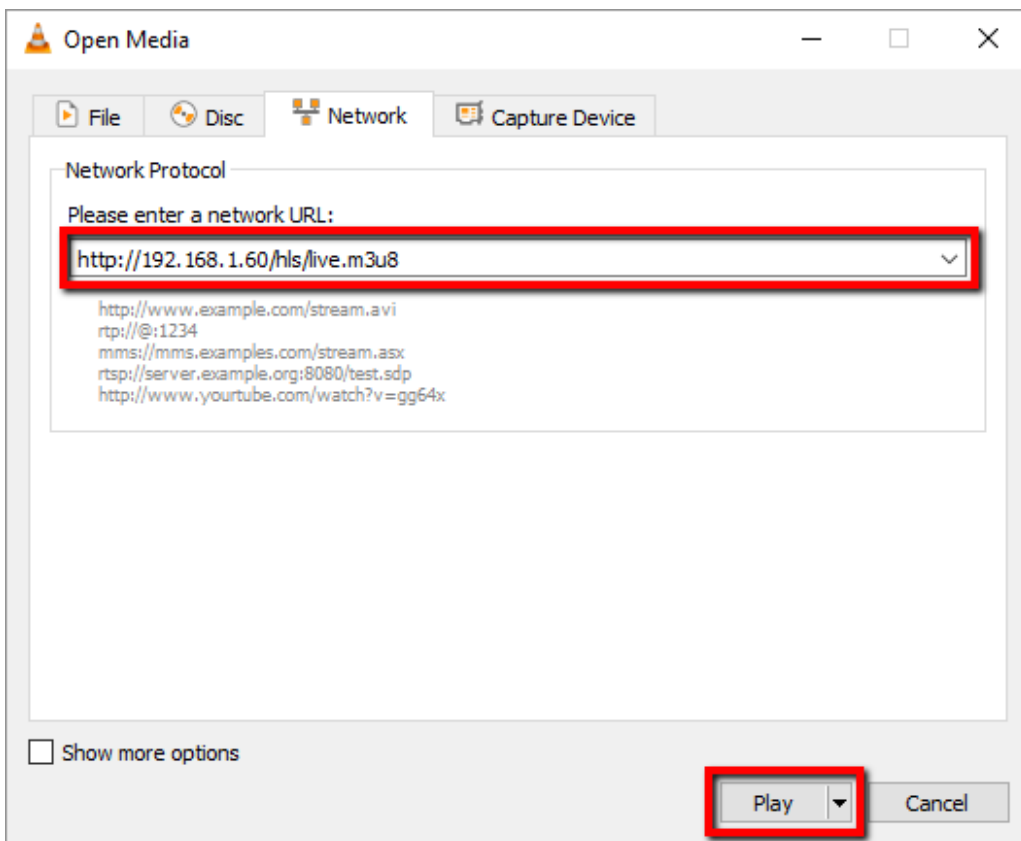 Open Media
File Disc Network Capture Device
Network Protocol
Please enter a network URL:
http://192.168.1.60/hls/live.m3u8
http://www.example.com/stream.avi
rtp://@:1234
mms://mms.examples.com/stream.asx
rtsp://server.example.org:8080/test.sdp
http://www.yourtube.com/watch?v=gg64x
Show more options
Play Cancel